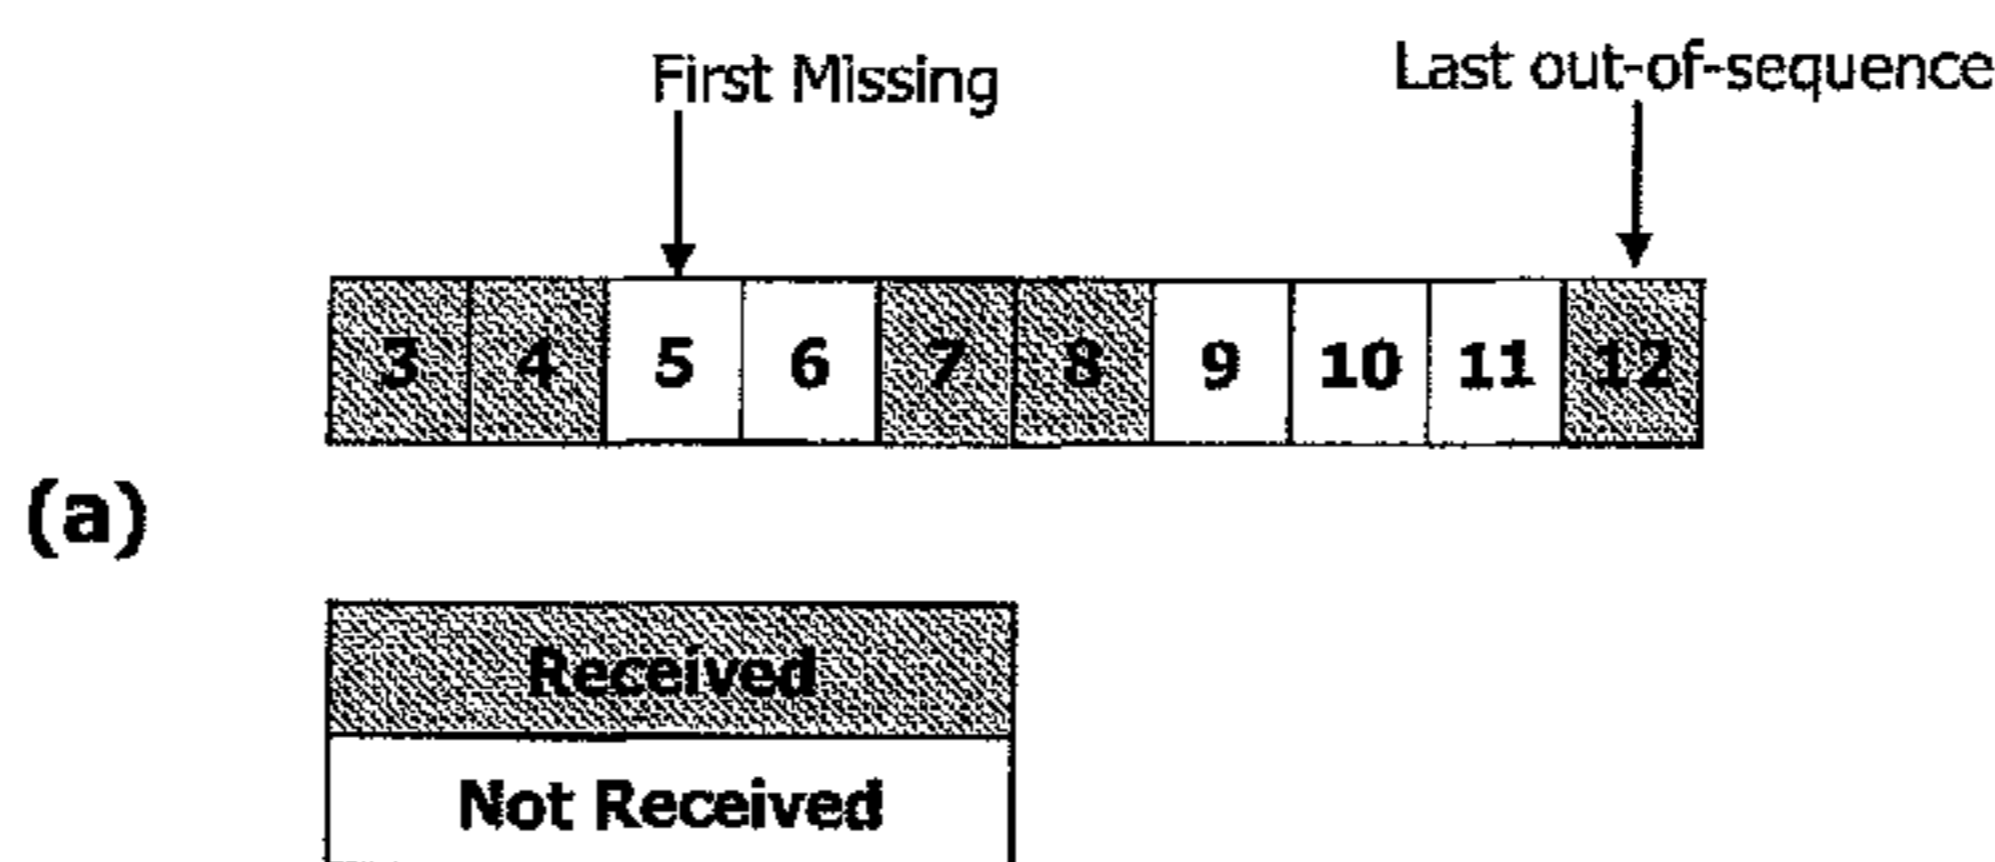 First Missing
Last out-of-sequence
3 4 5 6 7 8 9 10 11 12
(a)
Received
Not Received